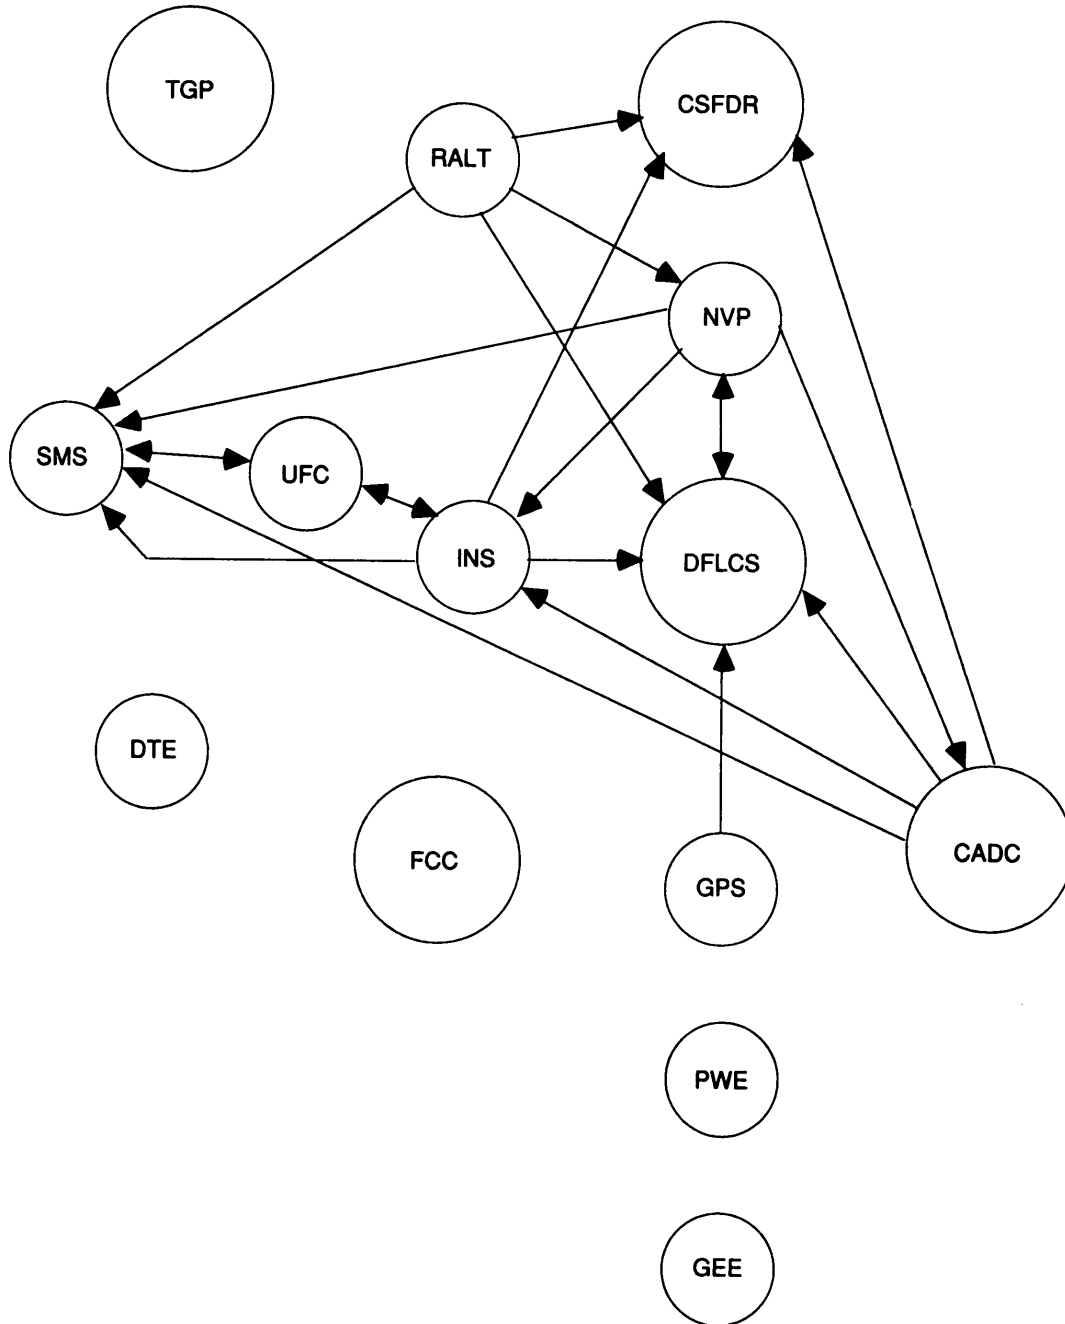 TGP
CSFDR
RALT
NVP
SMS
UFC
INS
DFLCS
DTE
FCC
CADC
GPS
PWE
GEE